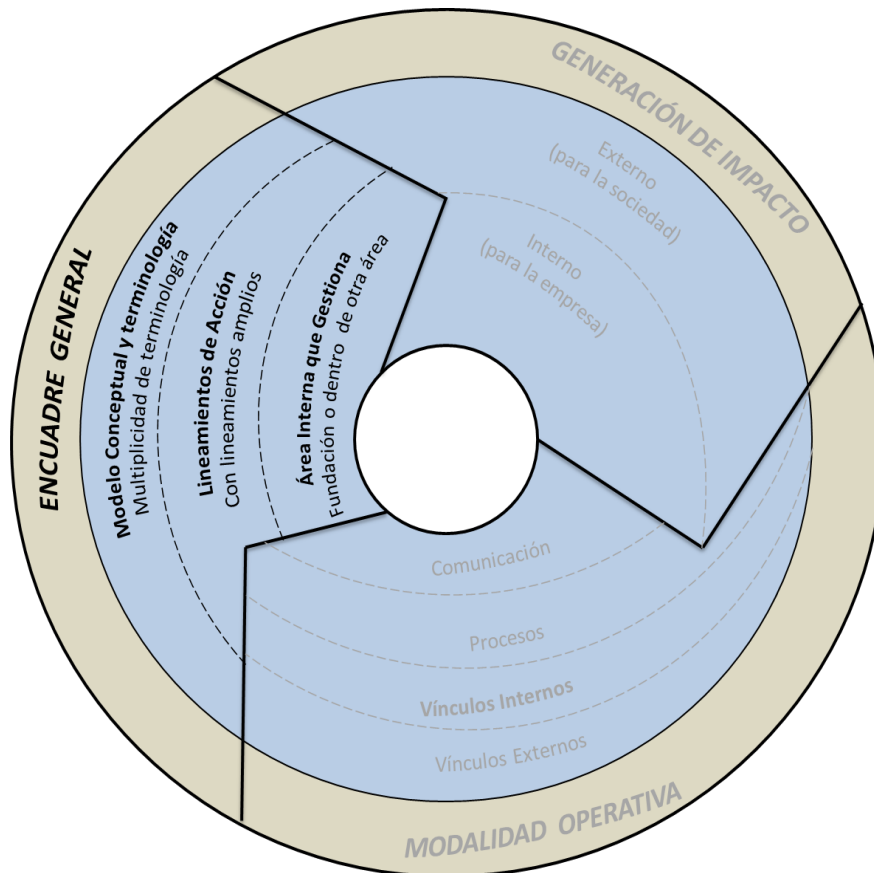 ENCUADRE GENERAL
Modelo Conceptual y terminología
Multiplicidad de terminología
Lineamientos de Acción
Con lineamientos amplios
Área Interna que Gestiona
Fundación o dentro de otra área
GENERACIÓN DE IMPACTO
Externo
(para la sociedad)
Interno
(para la empresa)
Comunicación
Procesos
Vínculos Internos
Vínculos Externos
MODALIDAD OPERATIVA